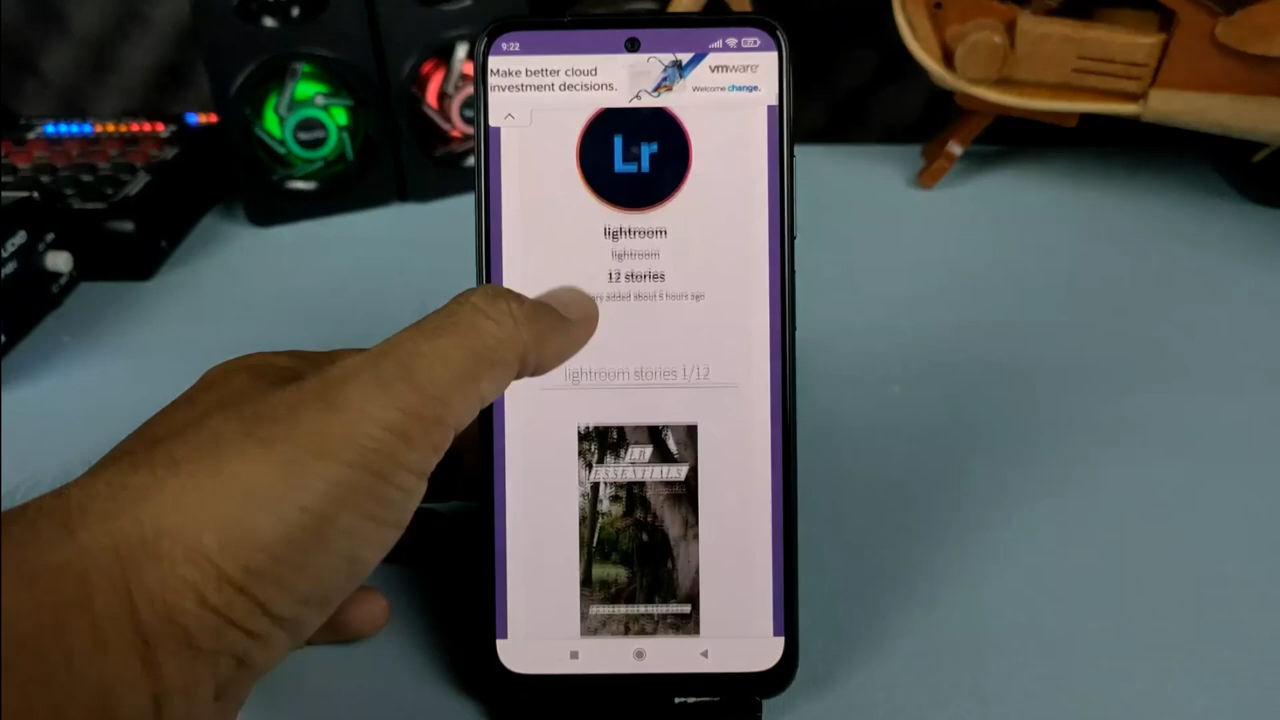 9:22
Make better cloud
investment decisions.
vmware
Welcome change.
Lr
lightroom
lightroom
12 stories
added about 5 hours ago
lightroom stories 1/12
LR
ESSENTIALS